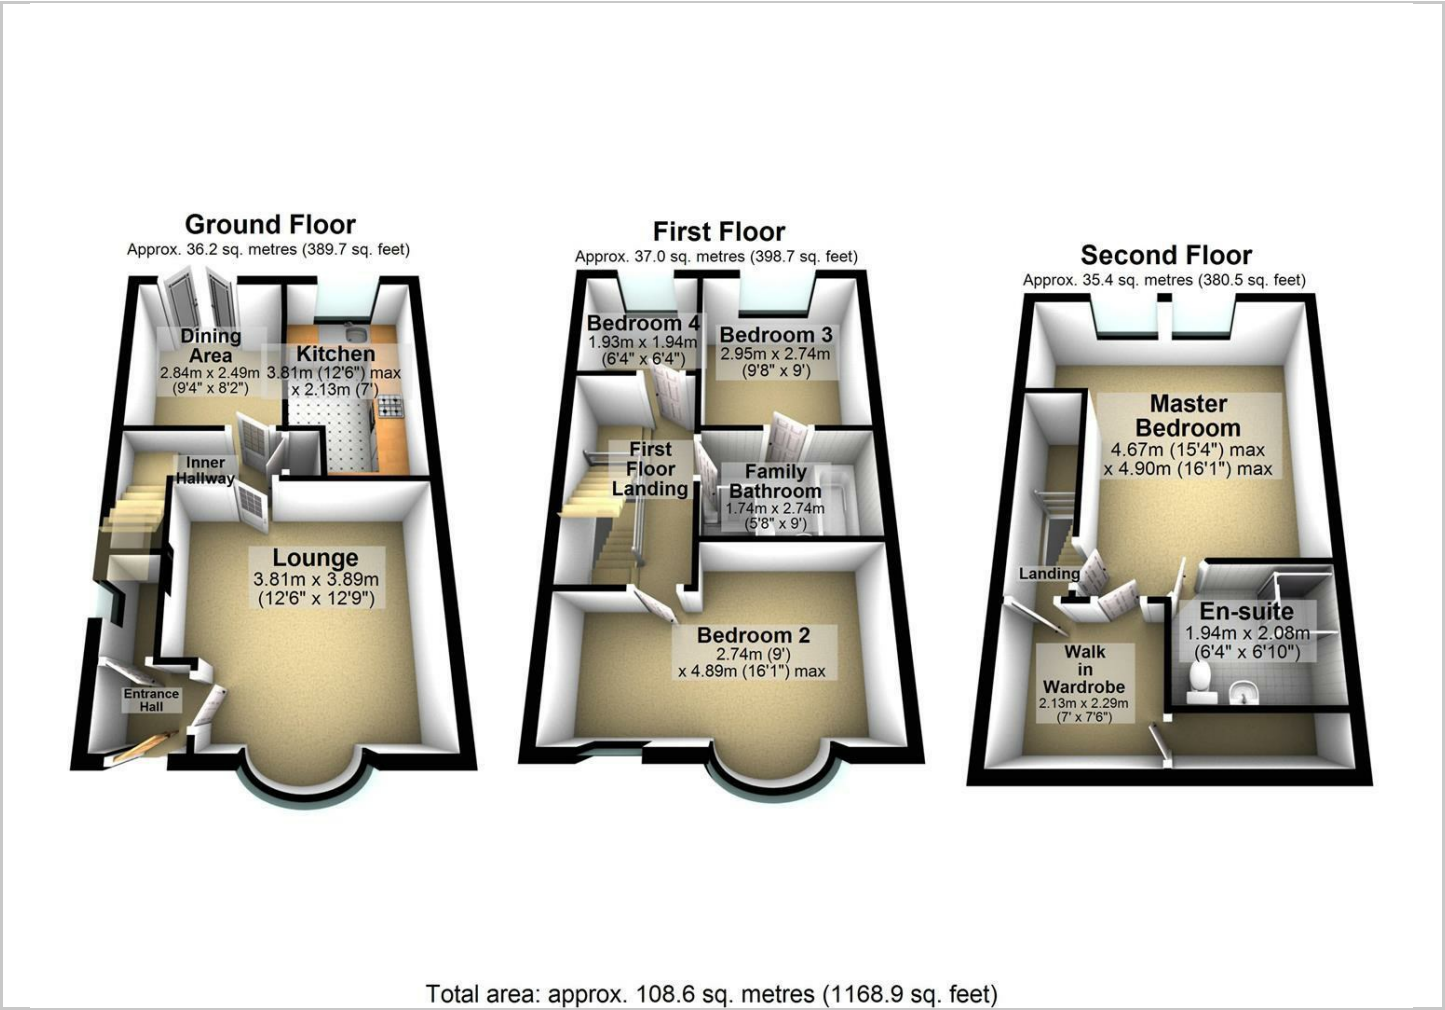 Ground Floor
Approx. 36.2 sq. metres (389.7 sq. feet)
Dining
Area
2.84m x 2.49m
(9'4" x 8'2")
Kitchen
3.81m (12'6") max
x 2.13m (7')
Inner
Hallway
Lounge
3.81m x 3.89m
(12'6" x 12'9")
Entrance
Hall
First Floor
Approx. 37.0 sq. metres (398.7 sq. feet)
Bedroom 4
1.93m x 1.94m
(6'4" x 6'4")
Bedroom 3
2.95m x 2.74m
(9'8" x 9')
First
Floor
Landing
Family
Bathroom
1.74m x 2.74m
(5'8" x 9')
Bedroom 2
2.74m (9')
x 4.89m (16'1") max
Second Floor
Approx. 35.4 sq. metres (380.5 sq. feet)
Master
Bedroom
4.67m (15'4") max
x 4.90m (16'1") max
Landing
En-suite
1.94m x 2.08m
(6'4" x 6'10")
Walk
in
Wardrobe
2.13m x 2.29m
(7' x 7'6")
Total area: approx. 108.6 sq. metres (1168.9 sq. feet)